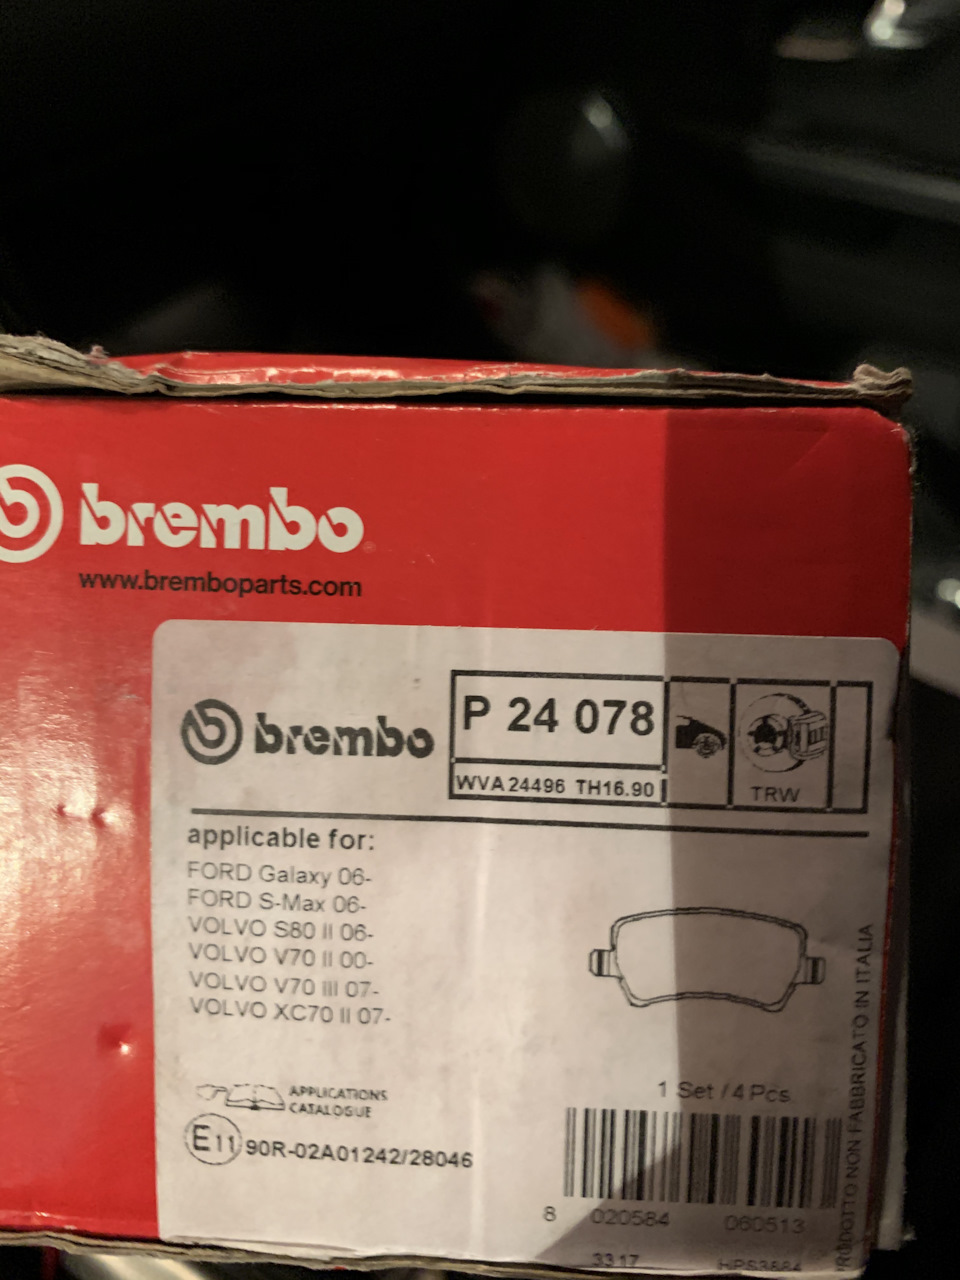 brembo
www.bremboparts.com
brembo
P 24 078
WVA 24496 TH16.90
TRW
applicable for:
FORD Galaxy 06-
FORD S-Max 06-
VOLVO S80 II 06-
VOLVO V70 II 00-
VOLVO V70 III 07-
VOLVO XC70 II 07-
APPLICATIONS
CATALOGUE
E11 90R-02A01242/28046
1 Set / 4 Pcs
8 020584 060513
33 17
PRODOTTO NON FABBRICATO IN ITALIA